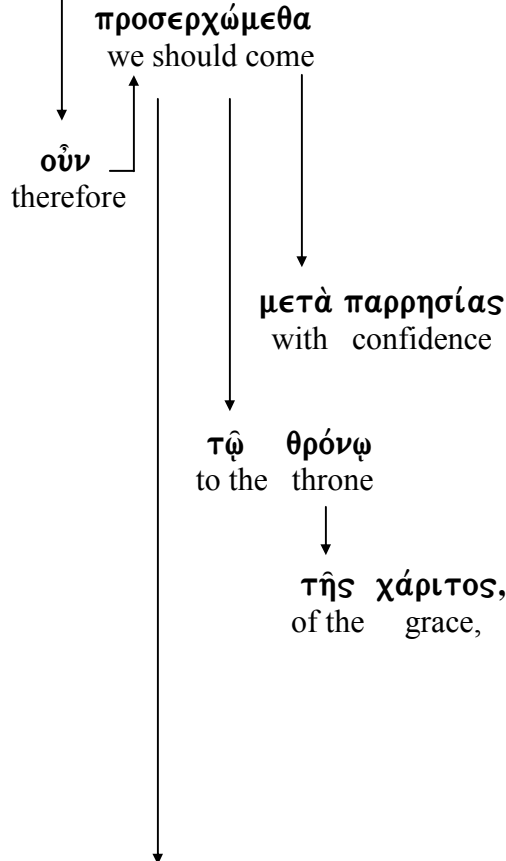 προσερχώμεθα
we should come
οὖν
therefore
μετὰ παρρησίας
with confidence
τῷ θρόνῳ
to the throne
τῆς χάριτος,
of the grace,